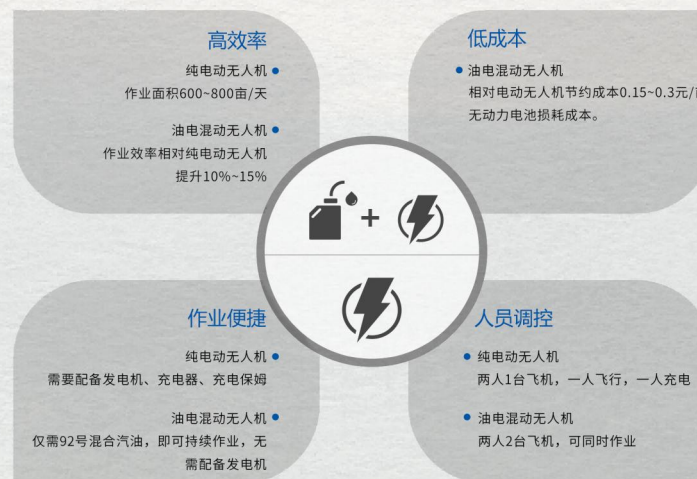 高效率
纯电动无人机
作业面积600~800亩/天
油电混动无人机
作业效率相对纯电动无人机
提升10%~15%
低成本
油电混动无人机
相对电动无人机节约成本0.15~0.3元/
无动力电池损耗成本。
作业便捷
纯电动无人机
需要配备发电机、充电器、充电保姆
油电混动无人机
仅需92号混合汽油，即可持续作业，无
需配备发电机
人员调控
纯电动无人机
两人1台飞机，一人飞行，一人充电
油电混动无人机
两人2台飞机，可同时作业